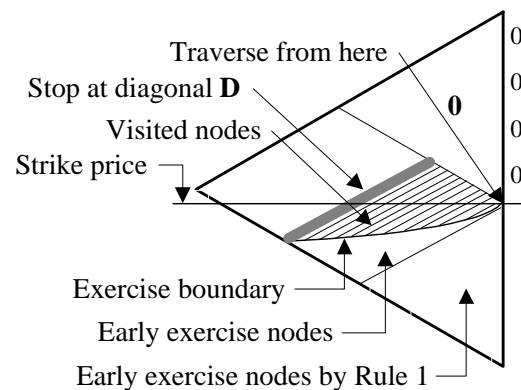 Traverse from here
Stop at diagonal D
Visited nodes
Strike price
0
0
0
0
0
Exercise boundary
Early exercise nodes
Early exercise nodes by Rule 1